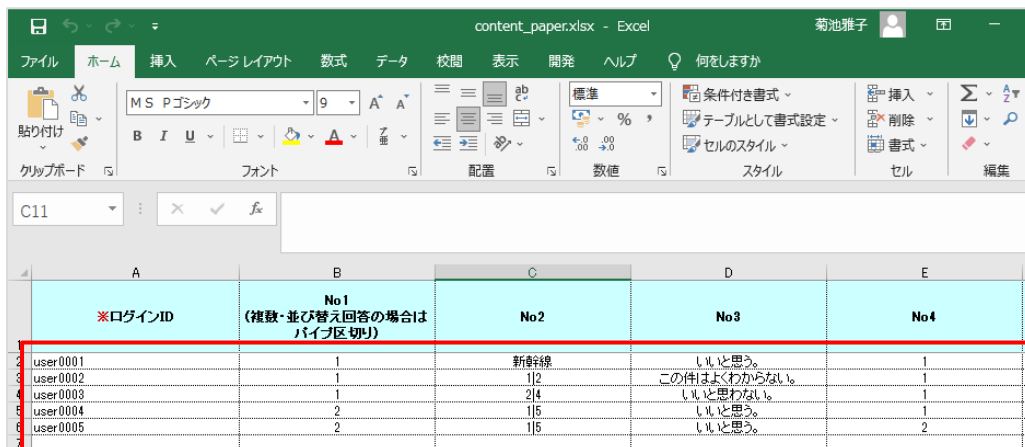 content_paper.xlsx - Excel
菊池雅子
ファイル ホーム 挿入 ページ レイアウト 数式 データ 校閲 表示 開発 ヘルプ 何をしますか
貼り付け
MS Pゴシック 9 A A
B I U A 亜
ab
標準
% ,
.00 .0
条件付き書式
テーブルとして書式設定
セルのスタイル
挿入
削除
書式
クリップボード フォント 配置 数値 スタイル セル 編集
C11 fx
A B C D E
1 ※ログインID No1 No2 No3 No4
(複数・並び替え回答の場合は
パイプ区切り)
2 user0001 1 新幹線 いいと思う。 1
3 user0002 1 1|2 この件はよくわからない。 1
4 user0003 1 2|4 いいと思わない。 1
5 user0004 2 1|5 いいと思う。 1
6 user0005 2 1|5 いいと思う。 2
7